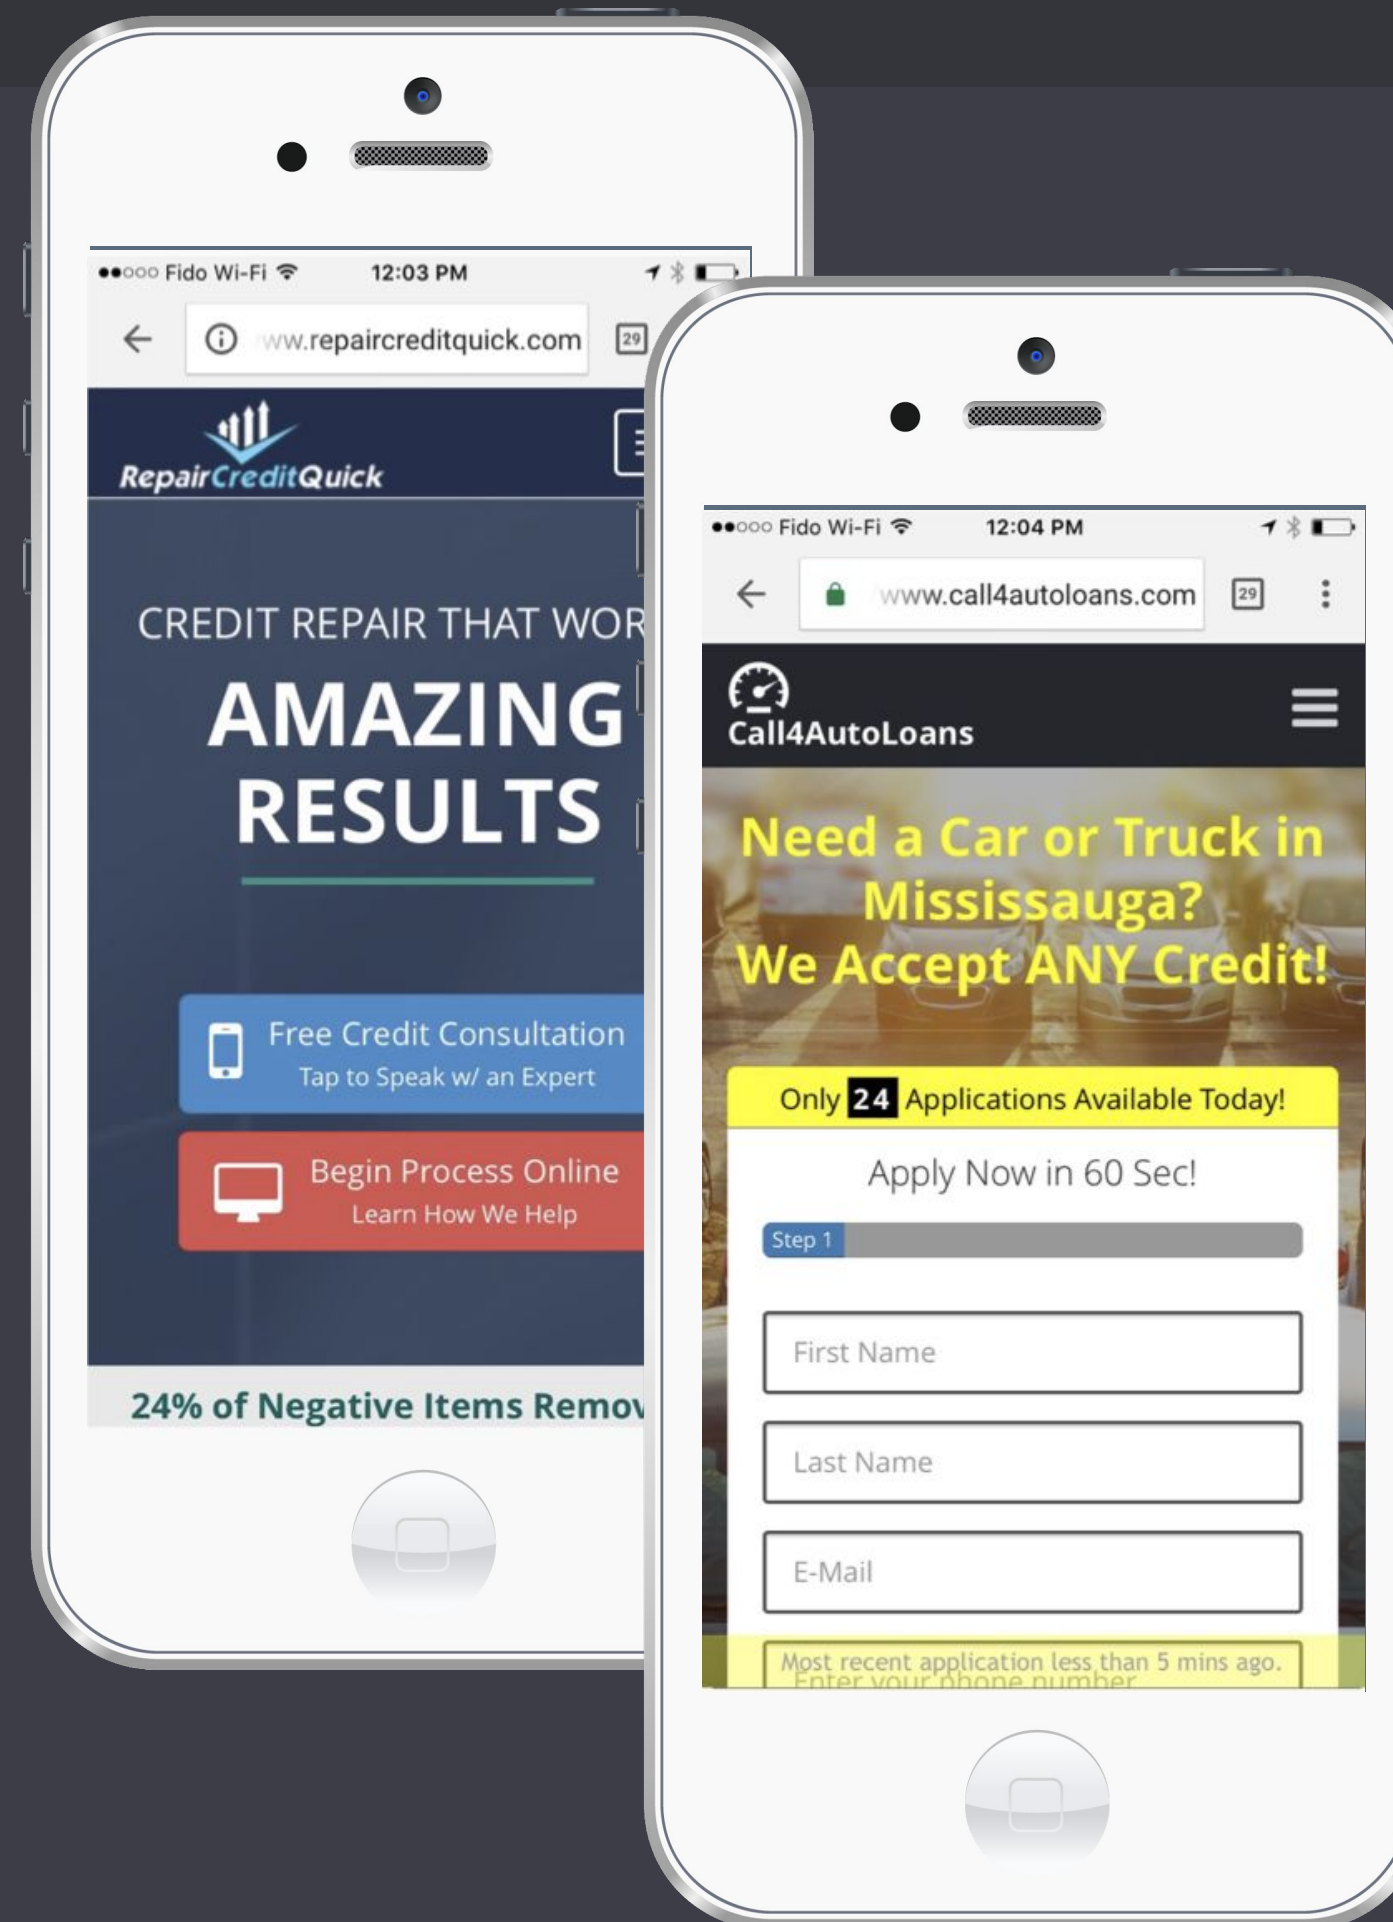 Fido Wi-Fi 12:03 PM
ww.repaircreditquick.com 29
RepairCreditQuick
CREDIT REPAIR THAT WOR
AMAZING
RESULTS
Free Credit Consultation
Tap to Speak w/ an Expert
Begin Process Online
Learn How We Help
24% of Negative Items Remov
Fido Wi-Fi 12:04 PM
www.call4autoloans.com 29
Call4AutoLoans
Need a Car or Truck in
Mississauga?
We Accept ANY Credit!
Only 24 Applications Available Today!
Apply Now in 60 Sec!
Step 1
First Name
Last Name
E-Mail
Most recent application less than 5 mins ago.
Enter your phone number